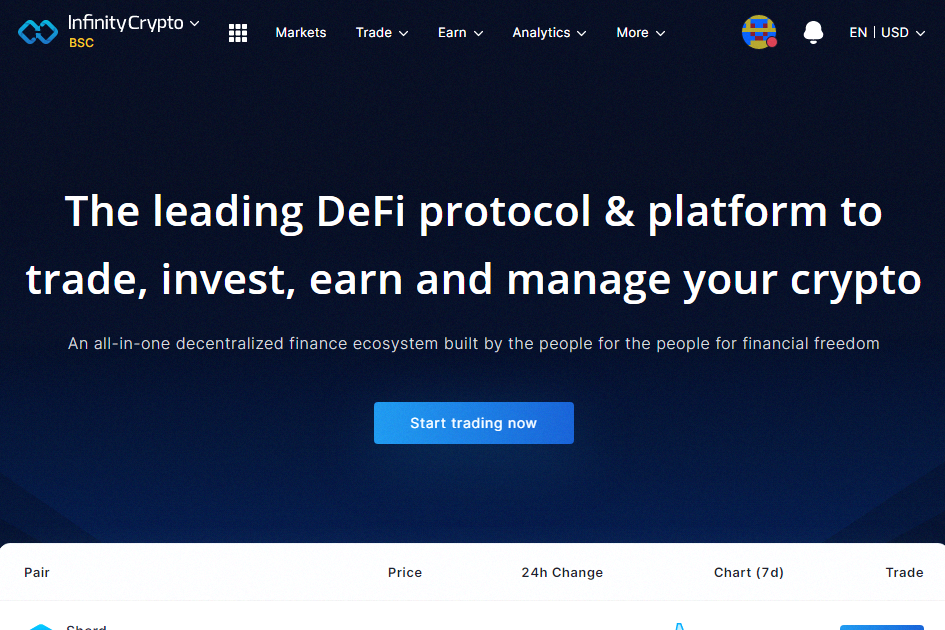 InfinityCrypto
BSC
Markets Trade Earn Analytics More EN | USD
The leading DeFi protocol & platform to
trade, invest, earn and manage your crypto
An all-in-one decentralized finance ecosystem built by the people for the people for financial freedom
Start trading now
Pair Price 24h Change Chart (7d) Trade